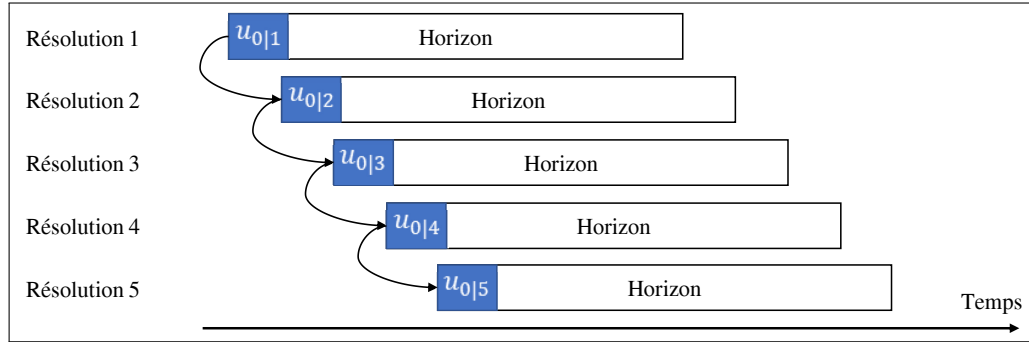 Résolution 1 u0|1 Horizon
Résolution 2 u0|2 Horizon
Résolution 3 u0|3 Horizon
Résolution 4 u0|4 Horizon
Résolution 5 u0|5 Horizon
Temps